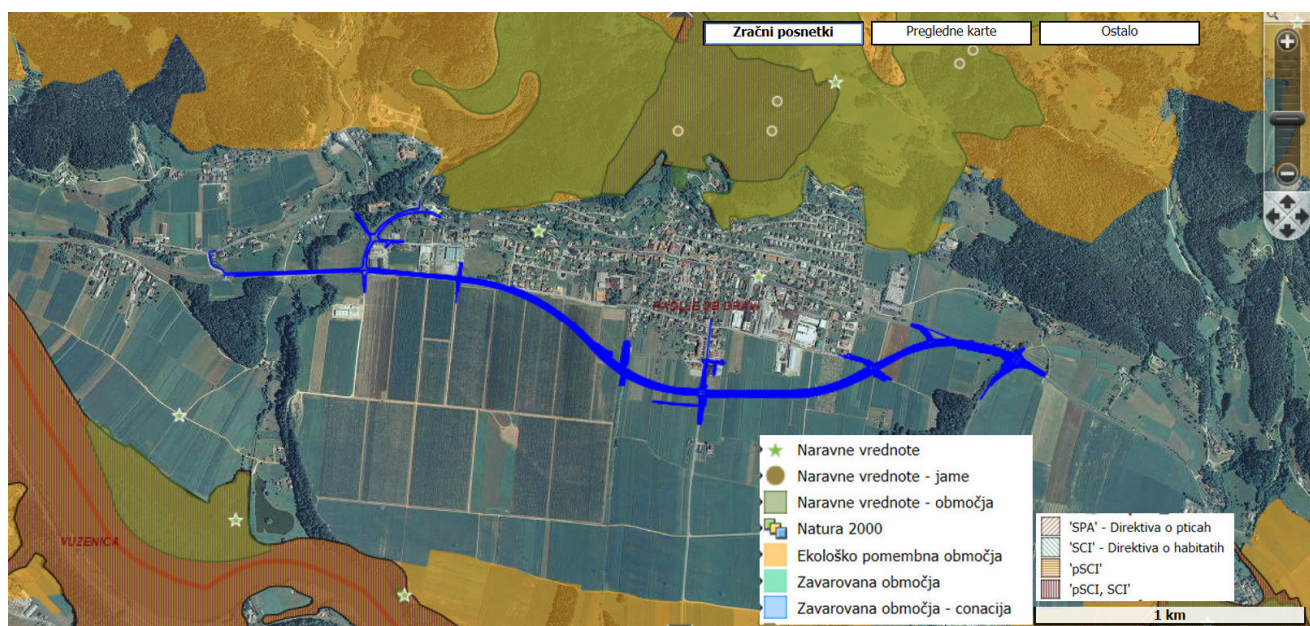 Zračni posnetki
Pregledne karte
Ostalo
VUZENICA
Naravne vrednote
Naravne vrednote - jame
Naravne vrednote - območja
Natura 2000
Ekološko pomembna območja
Zavarovana območja
Zavarovana območja - conacija
'SPA' - Direktiva o pticah
'SCI' - Direktiva o habitatih
'pSCI'
'pSCI, SCI'
1 km